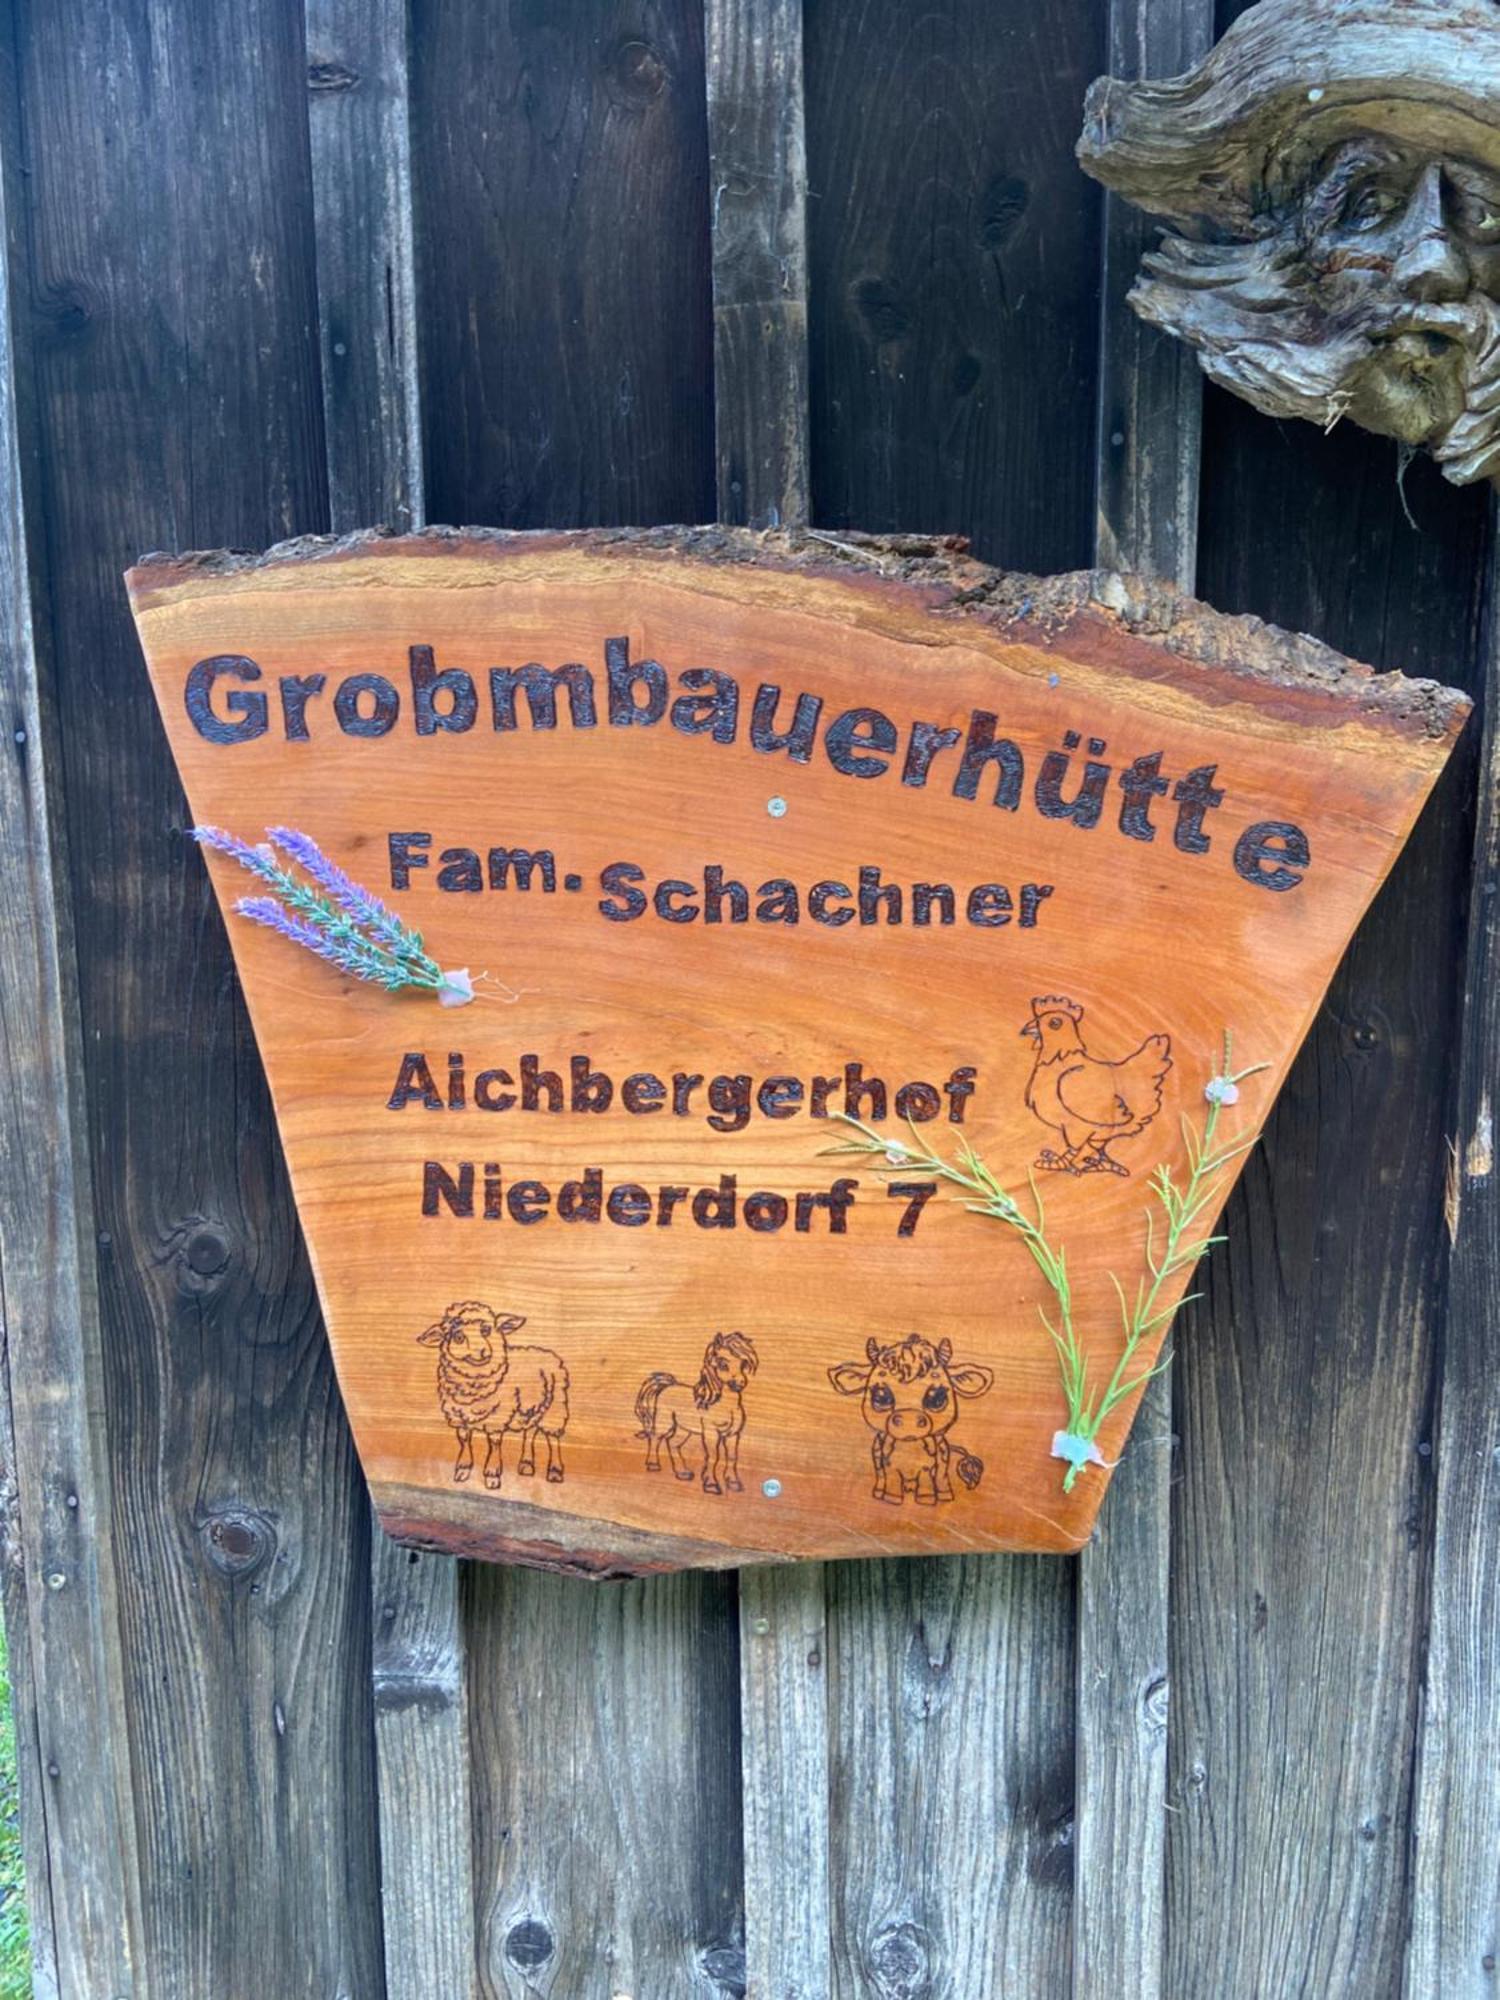 Grobmbauerhütte
Fam. Schachner
Aichbergerhof
Niederdorf 7